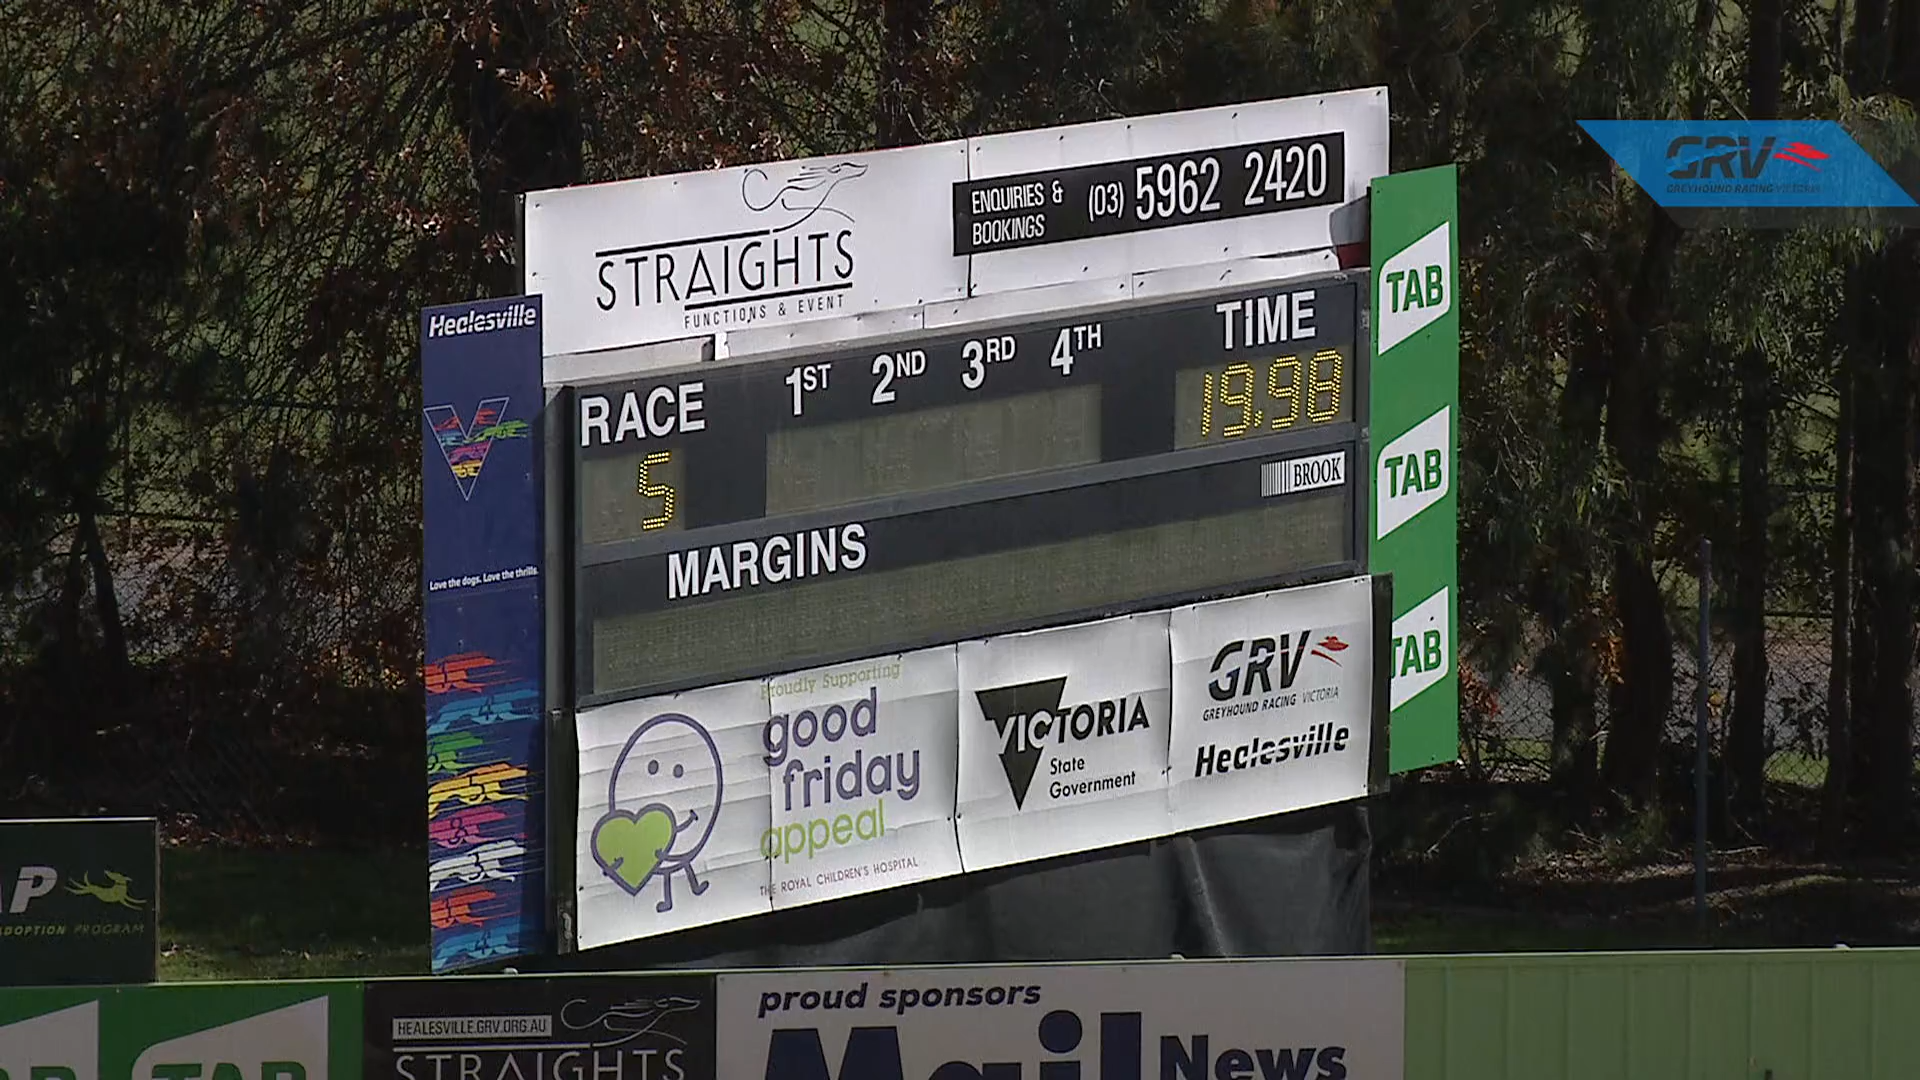 GRV
GREYHOUND RACING VICTORIA
STRAIGHTS
FUNCTIONS & EVENT
ENQUIRIES &
BOOKINGS
(03) 5962 2420
Healesville
Love the dogs. Love the thrills.
RACE
1ST
2ND
3RD
4TH
TIME
5
19.98
BROOK
MARGINS
TAB
TAB
TAB
Proudly Supporting
good
friday
appeal
THE ROYAL CHILDREN'S HOSPITAL
VICTORIA
State
Government
GRV
GREYHOUND RACING VICTORIA
Healesville
AP
ADOPTION PROGRAM
TAB
HEALESVILLE.GRV.ORG.AU
STRAIGHTS
proud sponsors
Mail News